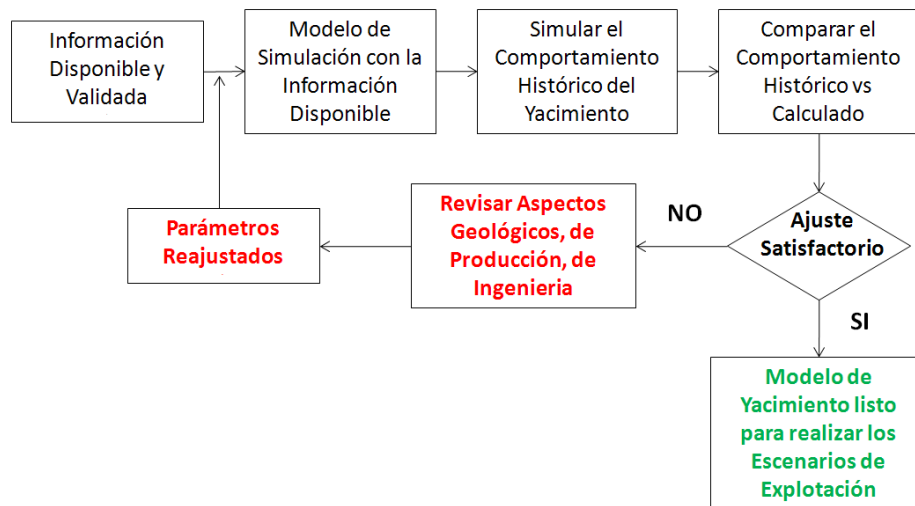 Información
Disponible y
Validada
Modelo de
Simulación con la
Información
Disponible
Simular el
Comportamiento
Histórico del
Yacimiento
Comparar el
Comportamiento
Histórico vs
Calculado
Ajuste
Satisfactorio
NO
Revisar Aspectos
Geológicos, de
Producción, de
Ingenieria
Parámetros
Reajustados
SI
Modelo de
Yacimiento listo
para realizar los
Escenarios de
Explotación